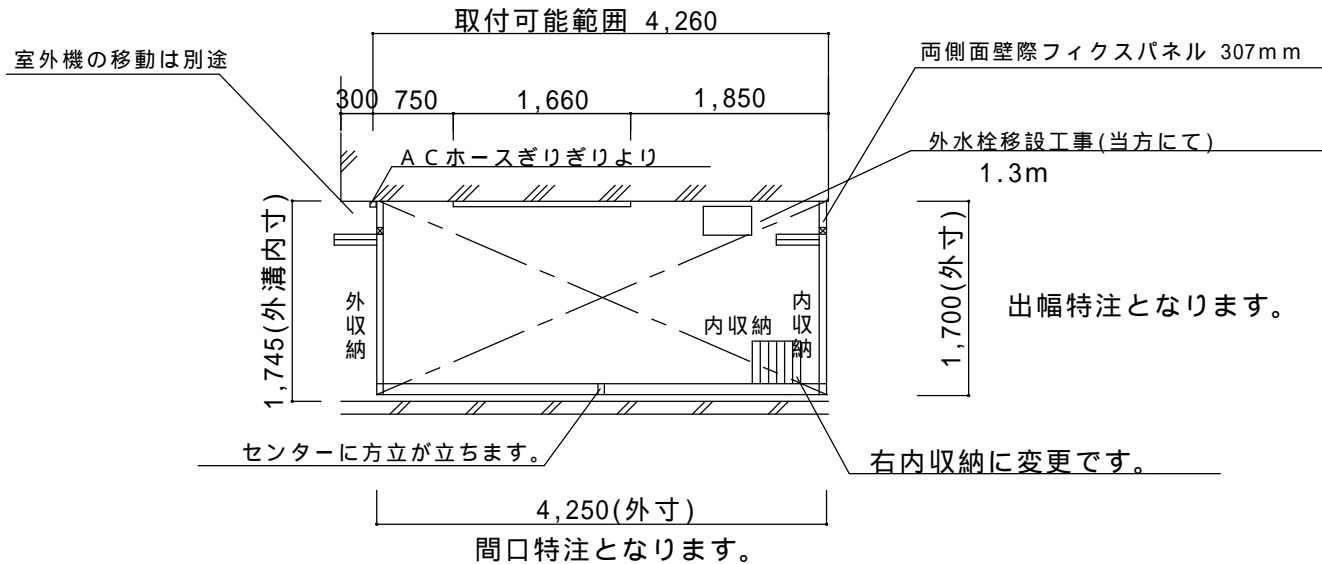 取付可能範囲 4,260
室外機の移動は別途
両側面壁際フィクスパネル 307mm
300 750 1,660 1,850
外水栓移設工事(当方にて)
1.3m
ACホースぎりぎりより
1,745(外溝内寸)
外収納
内収納
内収納
1,700(外寸)
出幅特注となります。
センターに方立が立ちます。
右内収納に変更です。
4,250(外寸)
間口特注となります。